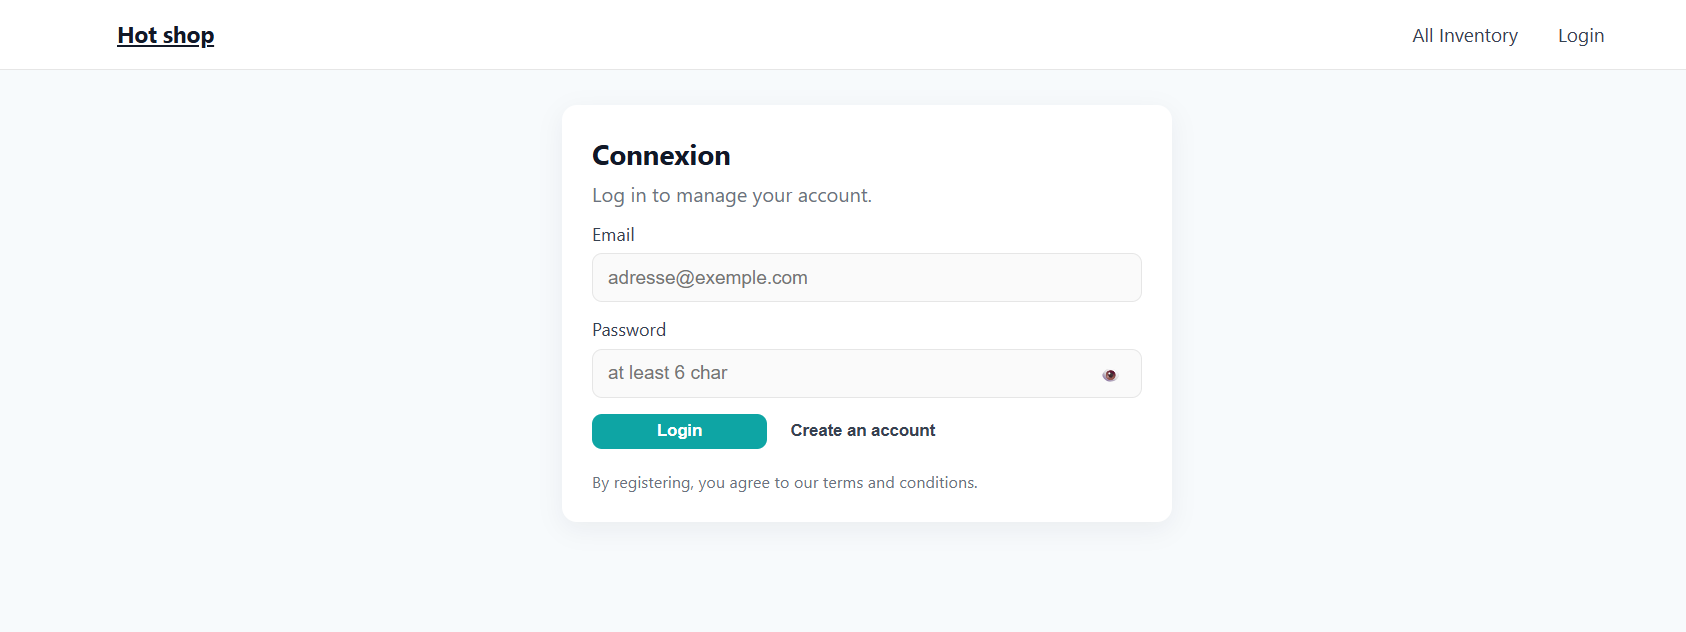 Hot shop
All Inventory
Login
Connexion
Log in to manage your account.
Email
adresse@exemple.com
Password
at least 6 char
Login
Create an account
By registering, you agree to our terms and conditions.